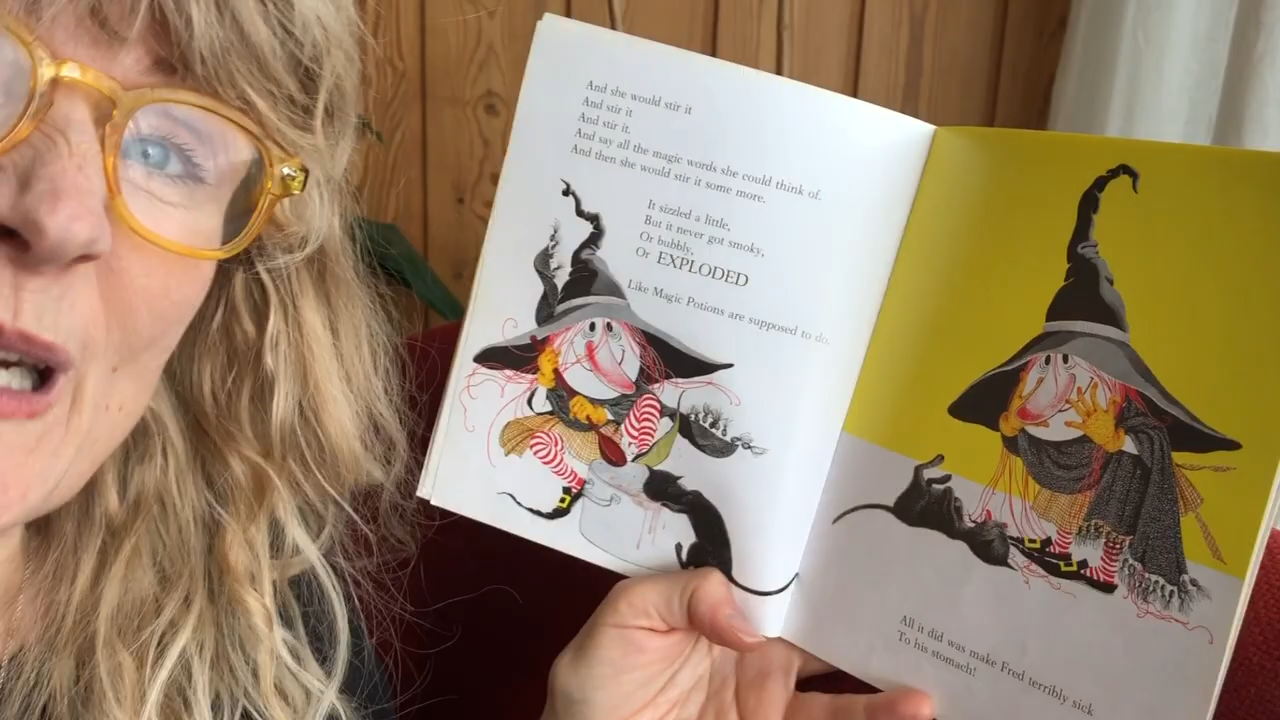 And she would stir it
And stir it
And stir it.
And say all the magic words she could think of.
And then she would stir it some more.
It sizzled a little,
But it never got smoky,
Or bubbly,
Or EXPLODED
Like Magic Potions are supposed to do.
All it did was make Fred terribly sick
To his stomach!